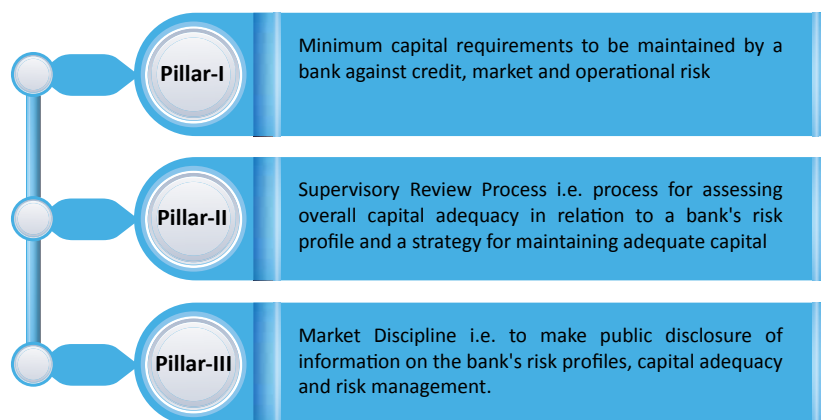 Pillar-I
Minimum capital requirements to be maintained by a
bank against credit, market and operational risk
Pillar-II
Supervisory Review Process i.e. process for assessing
overall capital adequacy in relation to a bank's risk
profile and a strategy for maintaining adequate capital
Pillar-III
Market Discipline i.e. to make public disclosure of
information on the bank's risk profiles, capital adequacy
and risk management.